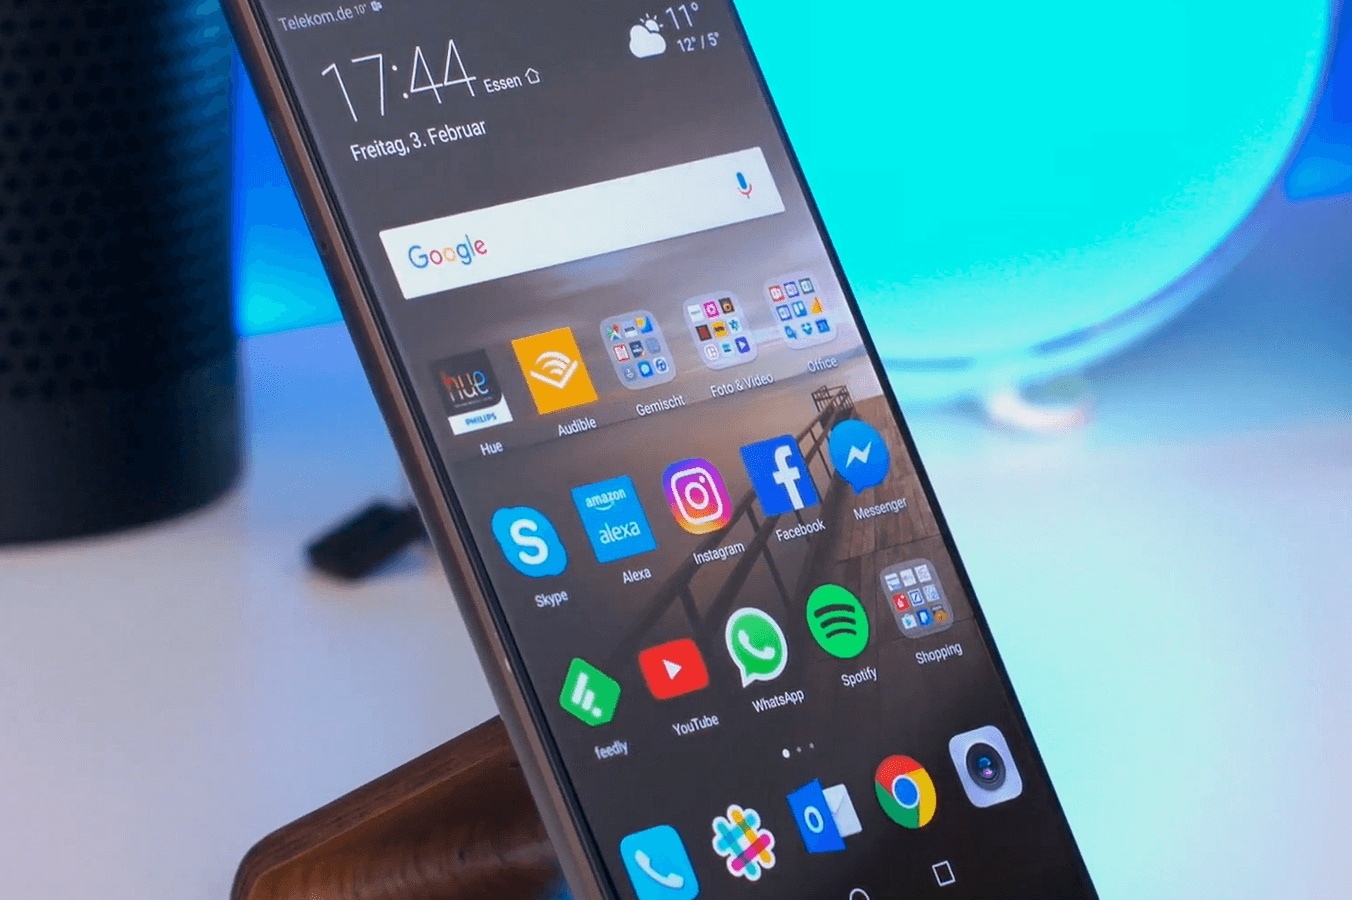 Telekom.de 10°
11°
12° / 5°
17:44 Essen
Freitag, 3. Februar
Google
hue
PHILIPS
Hue
Audible
Gemischt
Foto & Video
Office
amazon
alexa
S
Skype
Alexa
Instagram
f
Facebook
Messenger
feedly
YouTube
WhatsApp
Spotify
Shopping
O